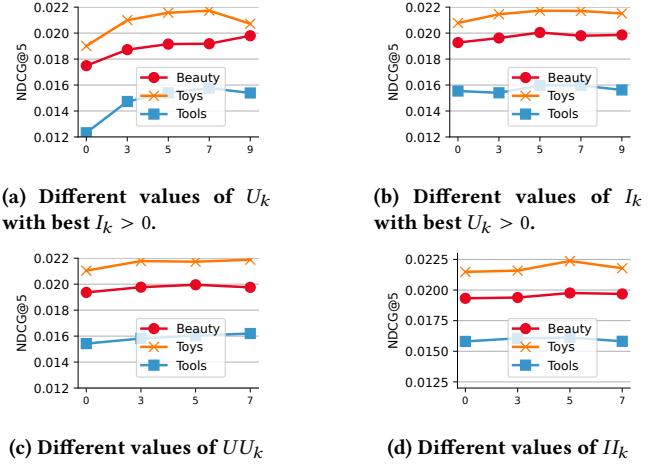 0.022
0.020
0.018
0.016
0.014
0.012
NDCG@5
Beauty
Toys
Tools
0 3 5 7 9
(a) Different values of U_k
with best I_k > 0.
0.022
0.020
0.018
0.016
0.014
0.012
NDCG@5
Beauty
Toys
Tools
0 3 5 7 9
(b) Different values of I_k
with best U_k > 0.
0.022
0.020
0.018
0.016
0.014
0.012
NDCG@5
Beauty
Toys
Tools
0 3 5 7
(c) Different values of UU_k
0.0225
0.0200
0.0175
0.0150
0.0125
NDCG@5
Beauty
Toys
Tools
0 3 5 7
(d) Different values of II_k